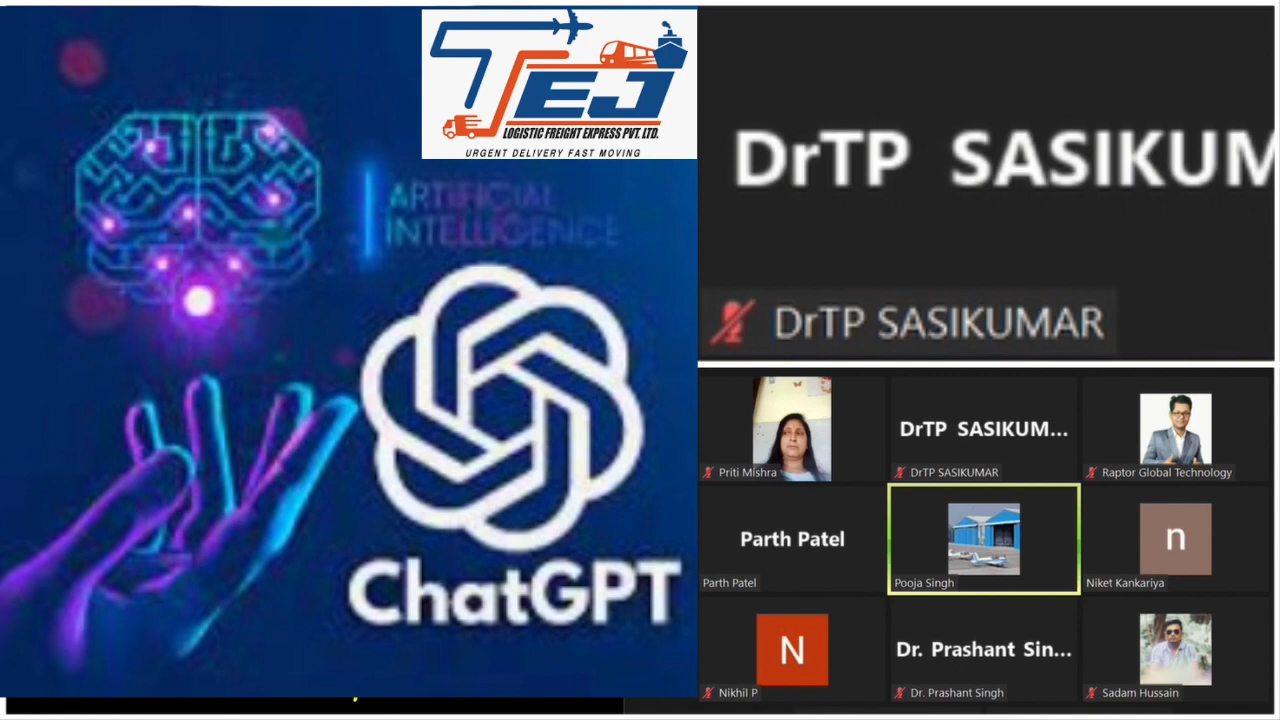 TEJ
LOGISTIC FREIGHT EXPRESS PVT. LTD.
URGENT DELIVERY FAST MOVING
ARTIFICIAL
INTELLIGENCE
ChatGPT
DrTP SASIKUM
DrTP SASIKUMAR
Priti Mishra
DrTP SASIKUM...
DrTP SASIKUMAR
Raptor Global Technology
Parth Patel
Parth Patel
Pooja Singh
n
Niket Kankariya
N
Nikhil P
Dr. Prashant Sin...
Dr. Prashant Singh
Sadam Hussain